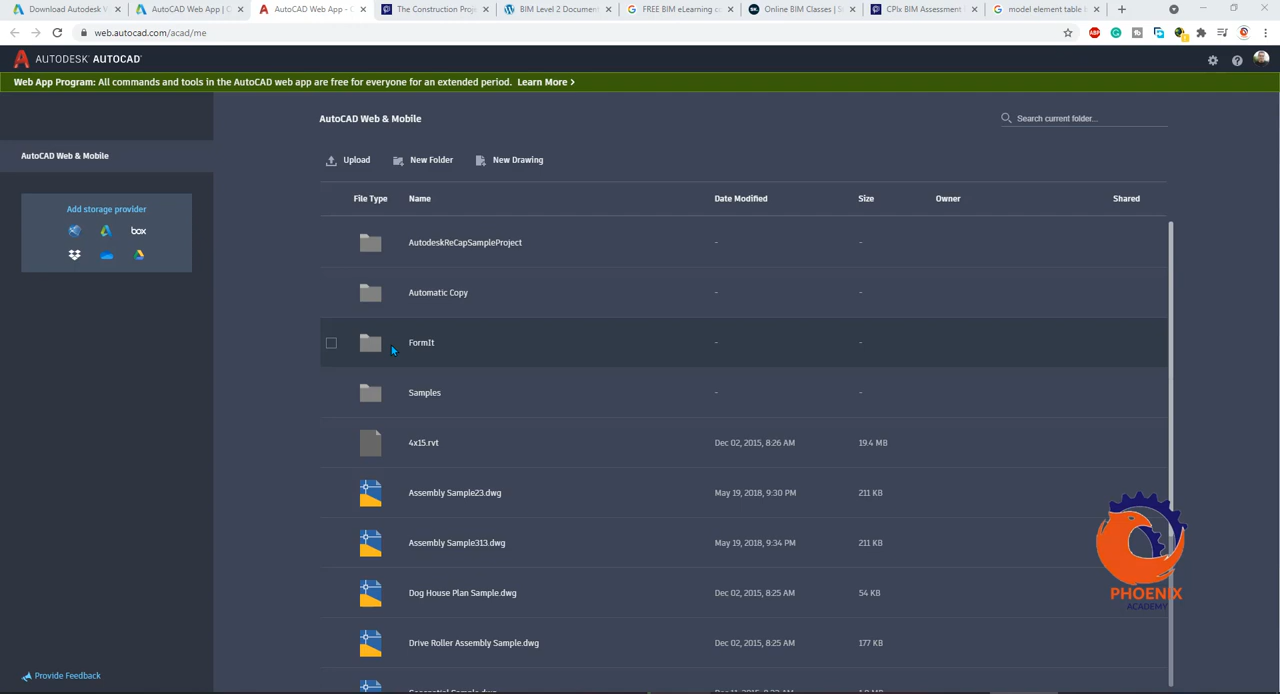 Download Autodesk V
AutoCAD Web App | C
AutoCAD Web App - C
The Construction Proj
BIM Level 2 Documen
FREE BIM eLearning co
Online BIM Classes | S
CPIx BIM Assessment F
model element table B
web.autocad.com/acad/me
AUTODESK AUTOCAD
Web App Program: All commands and tools in the AutoCAD web app are free for everyone for an extended period. Learn More >
AutoCAD Web & Mobile
Search current folder...
AutoCAD Web & Mobile
Upload
New Folder
New Drawing
File Type
Name
Date Modified
Size
Owner
Shared
Add storage provider
box
AutodeskReCapSampleProject - -
Automatic Copy - -
FormIt - -
Samples - -
4x15.rvt Dec 02, 2015, 8:26 AM 19.4 MB
Assembly Sample23.dwg May 19, 2018, 9:30 PM 211 KB
Assembly Sample313.dwg May 19, 2018, 9:34 PM 211 KB
Dog House Plan Sample.dwg Dec 02, 2015, 8:25 AM 54 KB
Drive Roller Assembly Sample.dwg Dec 02, 2015, 8:25 AM 177 KB
PHOENIX
ACADEMY
Provide Feedback